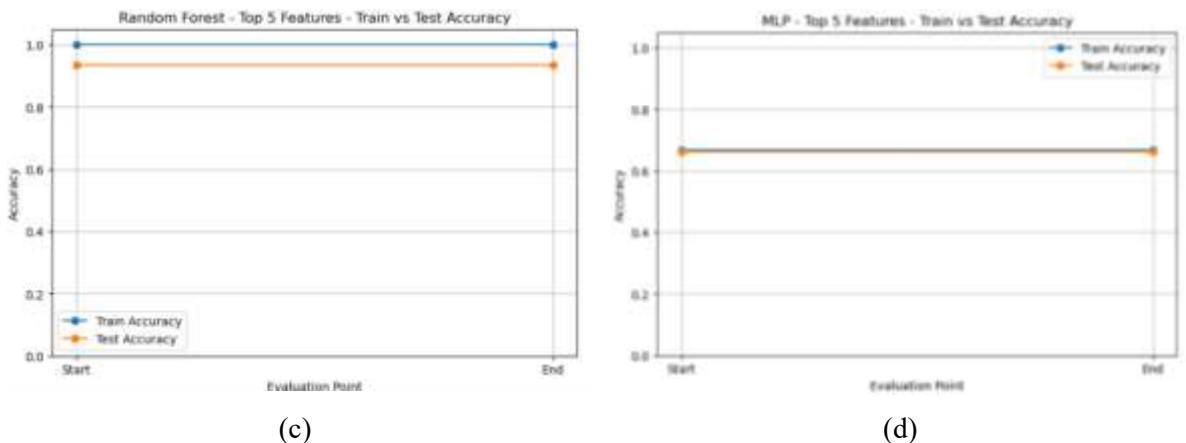 Random Forest - Top 5 Features - Train vs Test Accuracy
1.0
0.8
0.6
0.4
0.2
0.0
Accuracy
Train Accuracy
Test Accuracy
Start
End
Evaluation Point
(c)
MLP - Top 5 Features - Train vs Test Accuracy
1.0
0.8
0.6
0.4
0.2
0.0
Accuracy
Train Accuracy
Test Accuracy
Start
End
Evaluation Point
(d)